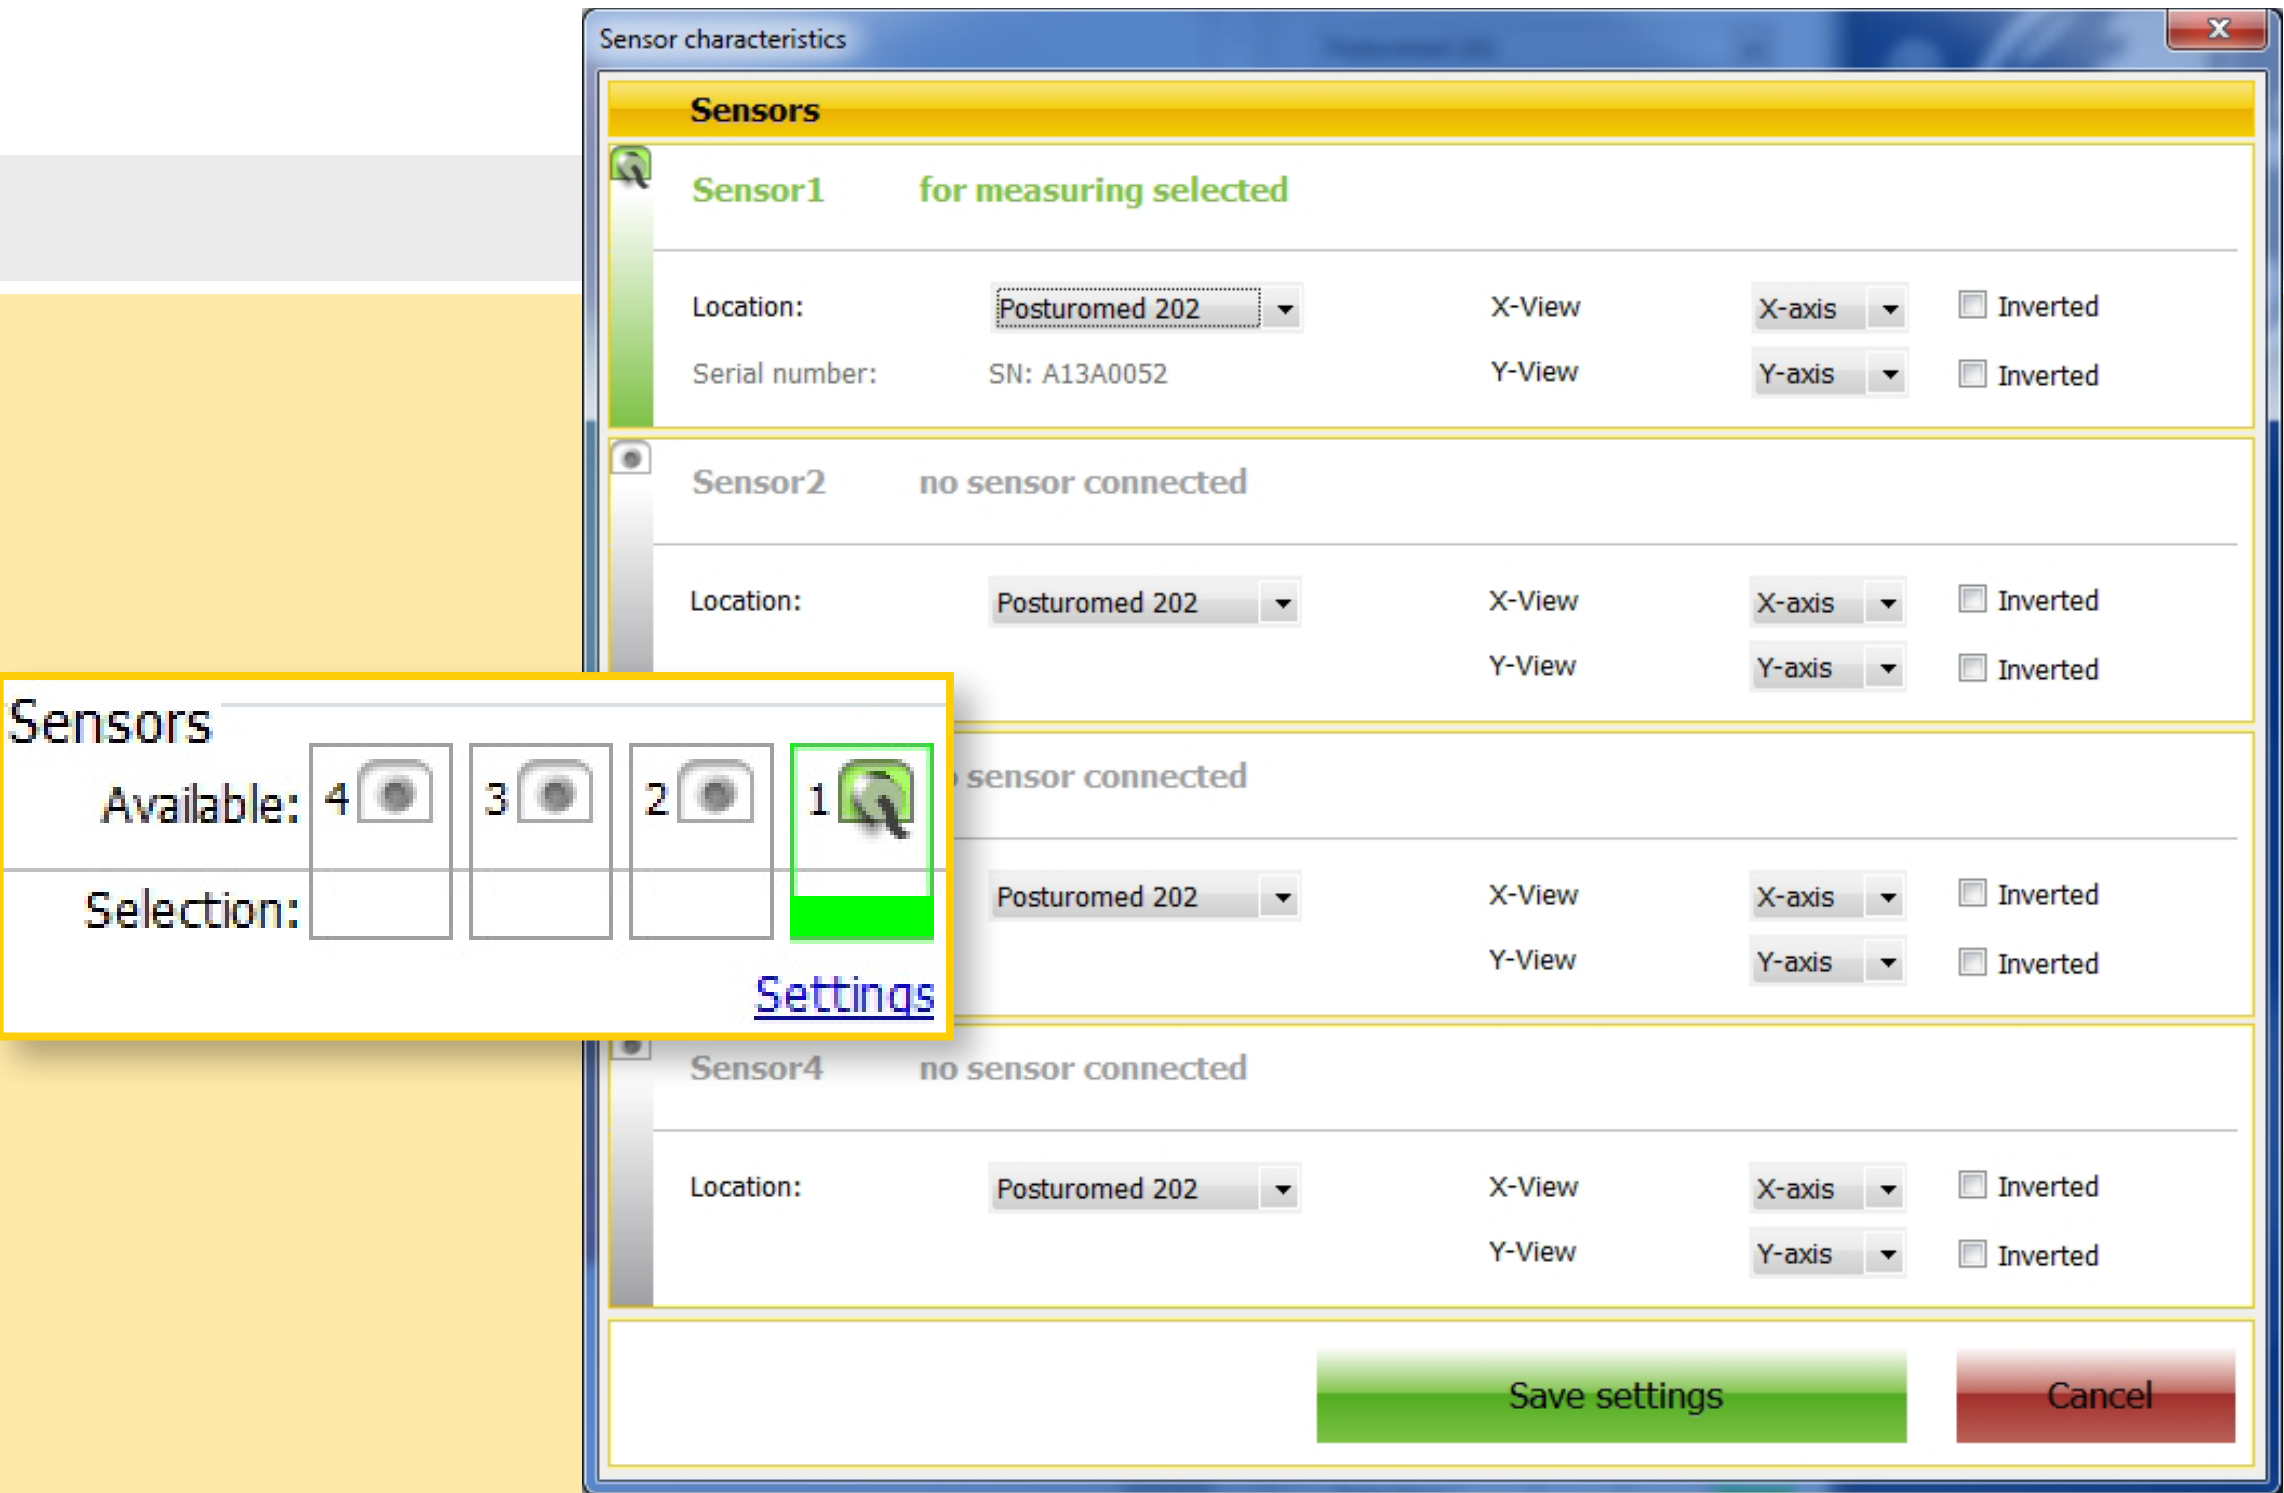 Sensor characteristics
Sensors
Sensor1 for measuring selected
Location: Posturomed 202 X-View X-axis Inverted
Serial number: SN: A13A0052 Y-View Y-axis Inverted
Sensor2 no sensor connected
Location: Posturomed 202 X-View X-axis Inverted
Y-View Y-axis Inverted
sensor connected
Posturomed 202 X-View X-axis Inverted
Y-View Y-axis Inverted
Sensor4 no sensor connected
Location: Posturomed 202 X-View X-axis Inverted
Y-View Y-axis Inverted
Save settings Cancel
Sensors
Available: 4 3 2 1
Selection:
Settings